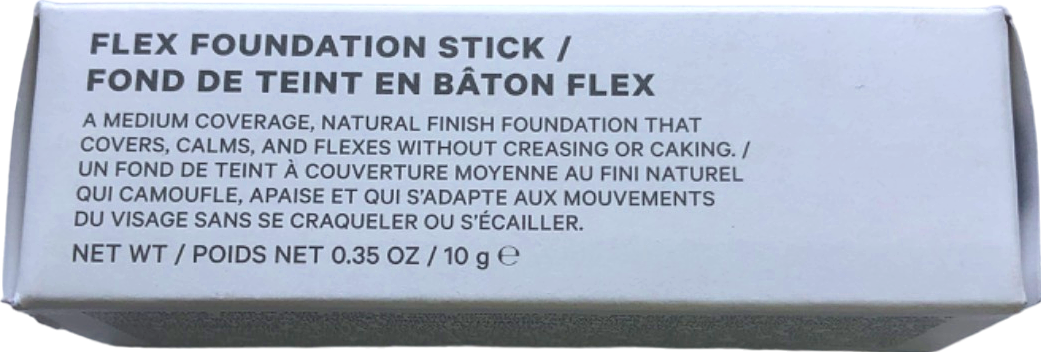 FLEX FOUNDATION STICK /
FOND DE TEINT EN BÂTON FLEX
A MEDIUM COVERAGE, NATURAL FINISH FOUNDATION THAT
COVERS, CALMS, AND FLEXES WITHOUT CREASING OR CAKING. /
UN FOND DE TEINT À COUVERTURE MOYENNE AU FINI NATUREL
QUI CAMOUFLE, APAISE ET QUI S'ADAPTE AUX MOUVEMENTS
DU VISAGE SANS SE CRAQUELER OU S'ÉCAILLER.
NET WT / POIDS NET 0.35 OZ / 10 g ℮